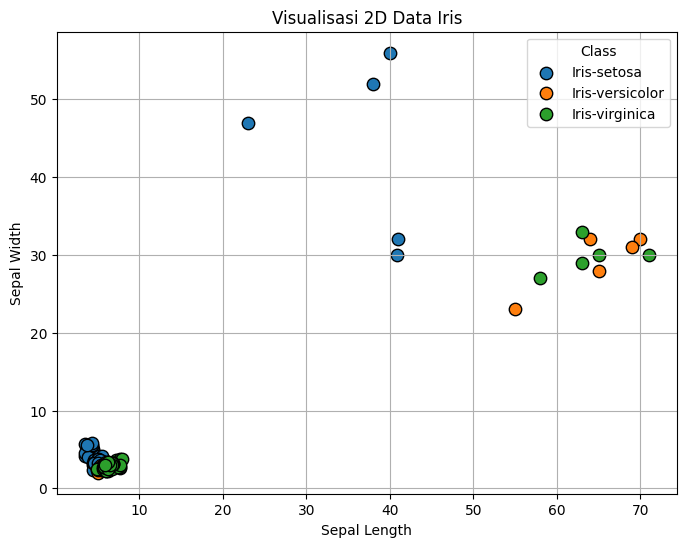 Visualisasi 2D Data Iris
Class
Iris-setosa
Iris-versicolor
Iris-virginica
50
40
30
20
10
0
Sepal Width
10 20 30 40 50 60 70
Sepal Length